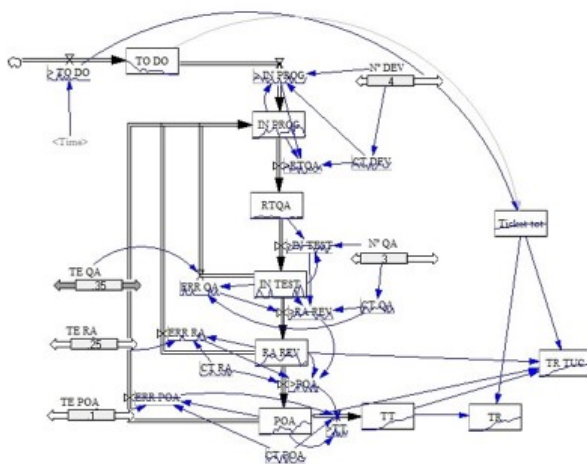 > TO DO
TO DO
> IN PROG
Nº DEV
4
<Time>
IN PROG
>RTQA
CT DEV
RTQA
Ticket tot
> IN TEST
Nº QA
3
TE QA
35
ERR QA
IN TEST
> RA REV
CT QA
TE RA
25
ERR RA
RA REV
CT RA
>POA
TR TUC
TE POA
1
ERR POA
POA
>TT
TT
TR
CT POA